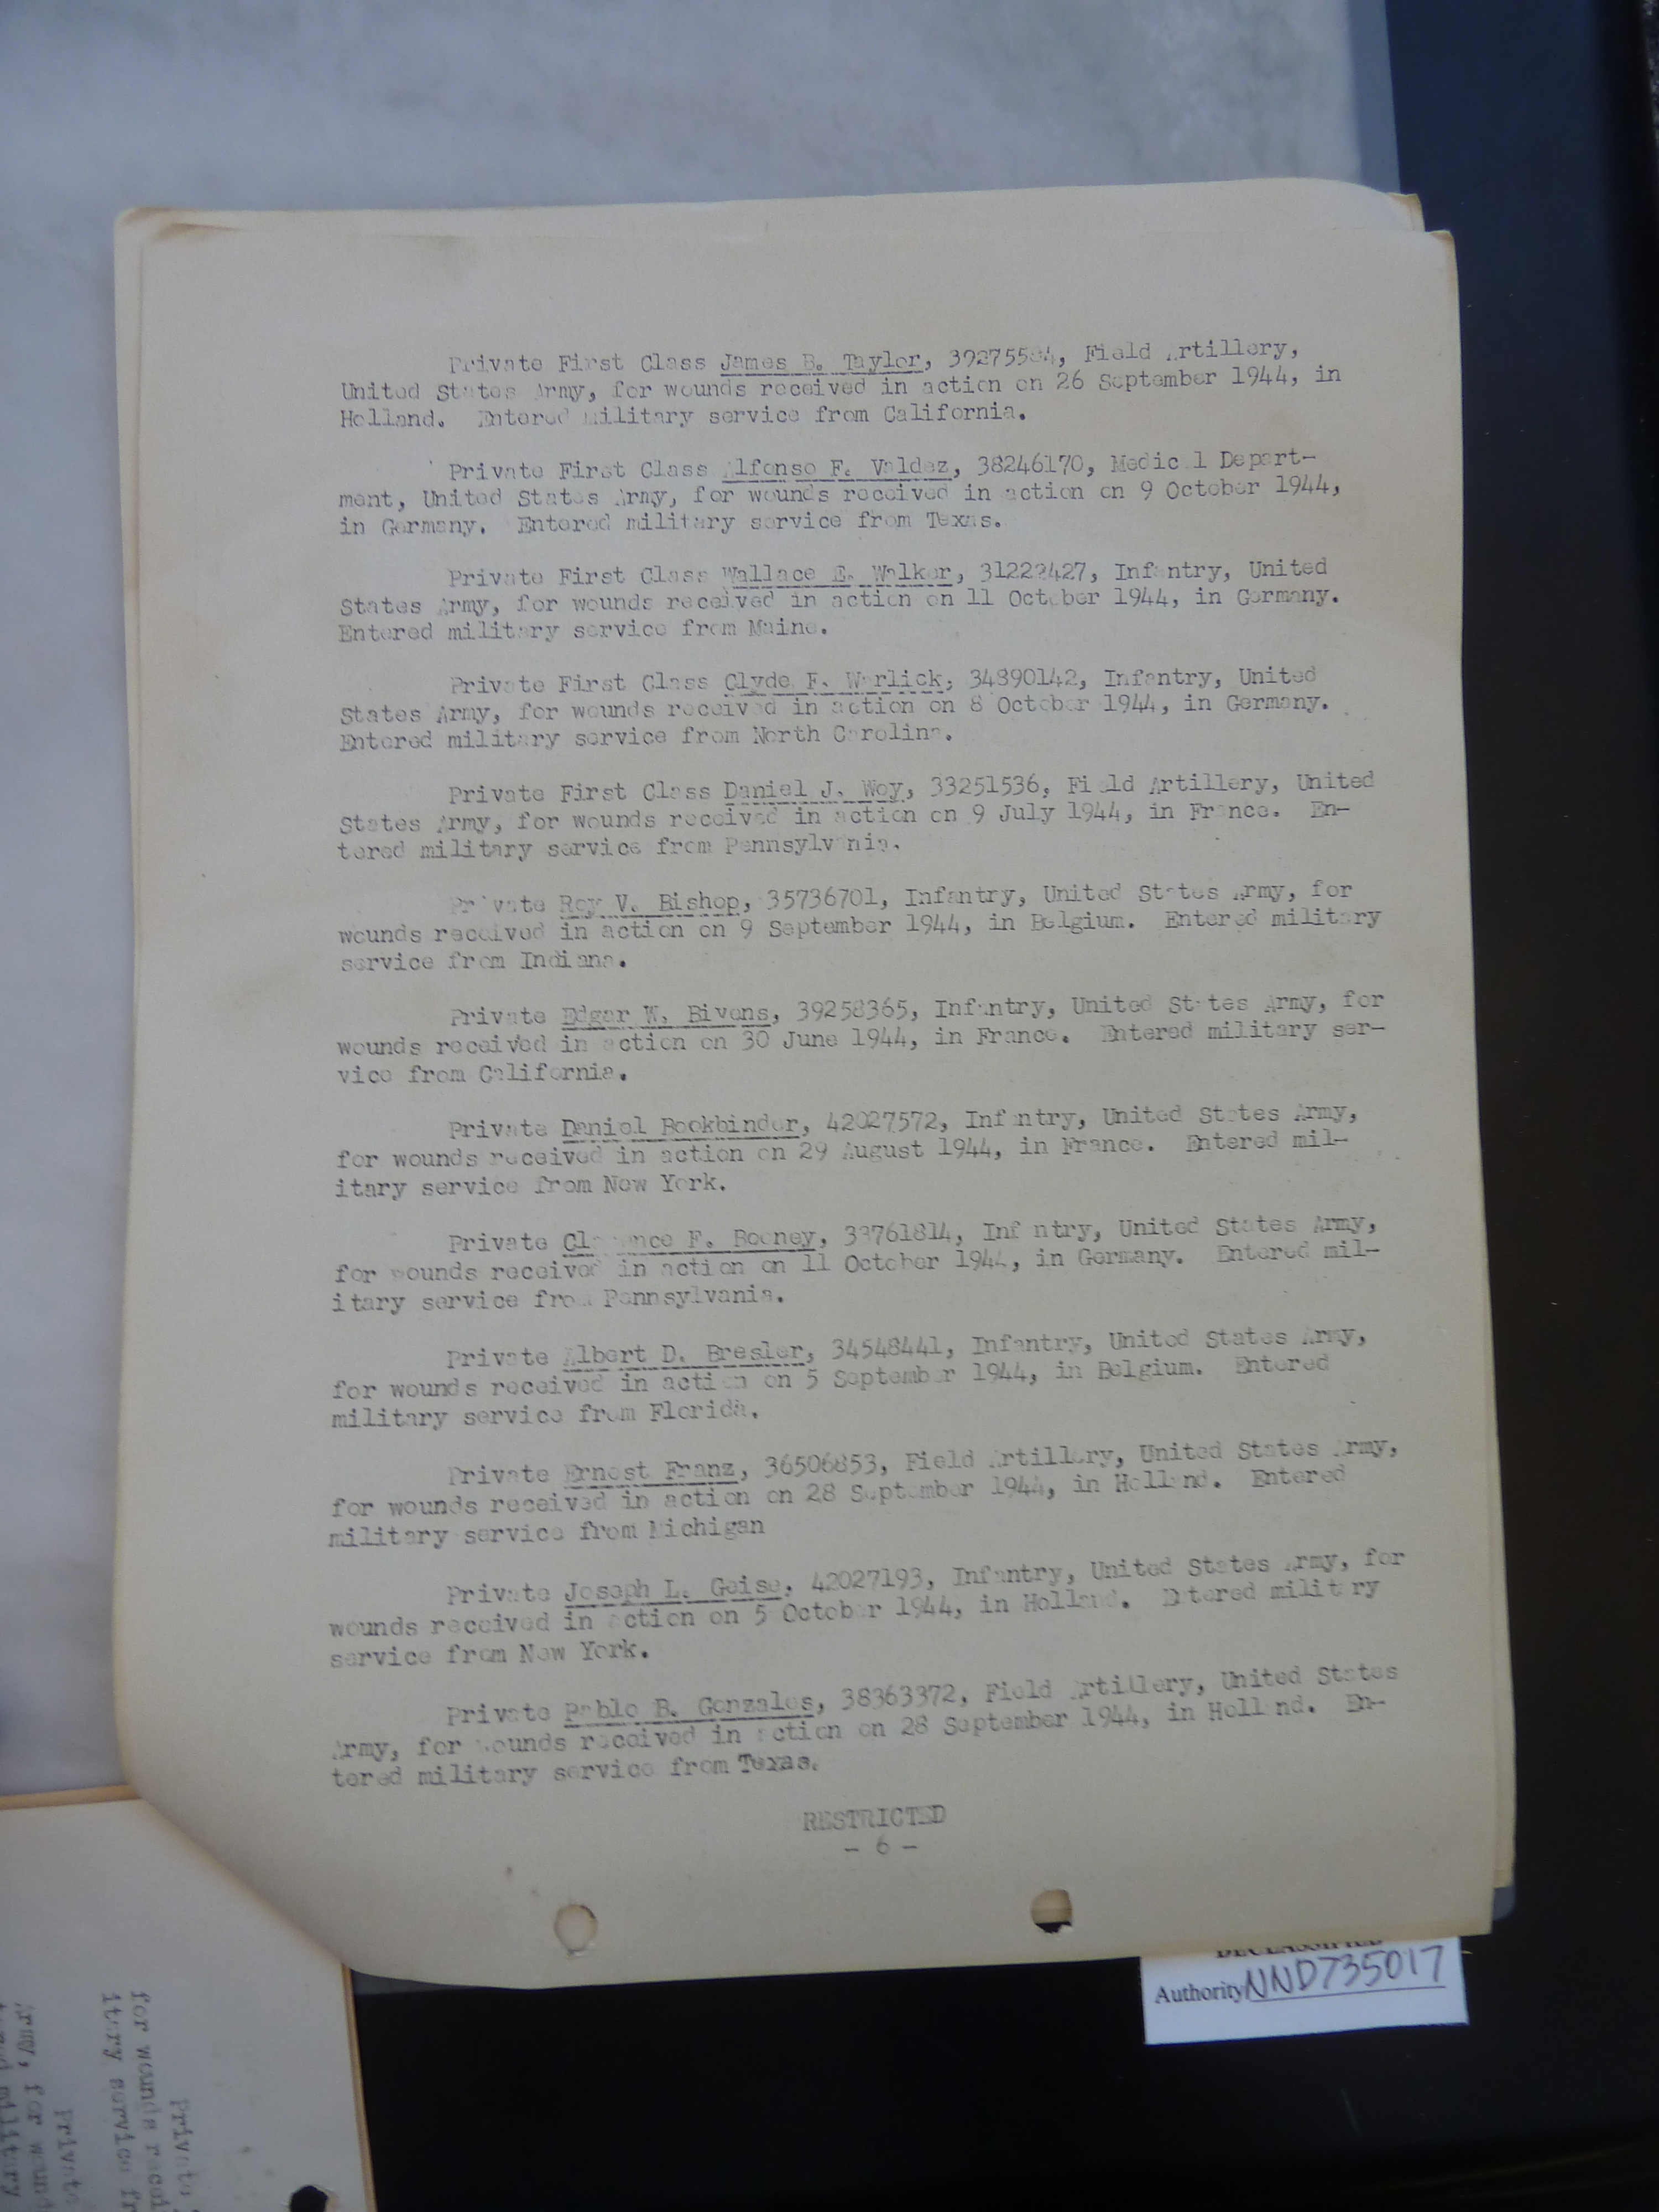 Private First Class James B. Taylor, Field Artillery,
United States Army, for wounds received in action on 26 September 1944, in
Holland. Entered military service from California.
Private First Class Alfonso F. Valdez, 38246170, Medical Depart-
ment, United States Army, for wounds received in action on 9 October 1944,
in Germany. Entered military service from Texas.
Private First Class Wallace E. Walker, 31222427, Infantry, United
States Army, for wounds received in action on 11 October 1944, in Germany.
Entered military service from Maine.
Private First Class Clyde F. Warlick, 34890142, Infantry, United
States Army, for wounds received in action on 8 October 1944, in Germany.
Entered military service from North Carolina.
Private First Class Daniel J. Woy, 33251536, Field Artillery, United
States Army, for wounds received in action on 9 July 1944, in France. En-
tered military service from Pennsylvania.
Private Roy V. Bishop, 35736701, Infantry, United States Army, for
wounds received in action on 9 September 1944, in Belgium. Entered military
service from Indiana.
Private Edgar W. Bivens, 39258365, Infantry, United States Army, for
wounds received in action on 30 June 1944, in France. Entered military ser-
vice from California.
Private Daniel Bookbinder, 42027572, Infantry, United States Army,
for wounds received in action on 29 August 1944, in France. Entered mil-
itary service from New York.
Private Clarence F. Booney, 33761814, Infantry, United States Army,
for wounds received in action on 11 October 1944, in Germany. Entered mil-
itary service from Pennsylvania.
Private Albert D. Bresler, 34548441, Infantry, United States Army,
for wounds received in action on 5 September 1944, in Belgium. Entered
military service from Florida.
Private Ernest Franz, 36506853, Field Artillery, United States Army,
for wounds received in action on 28 September 1944, in Holland. Entered
military service from Michigan
Private Joseph L. Geise, 42027193, Infantry, United States Army, for
wounds received in action on 5 October 1944, in Holland. Entered military
service from New York.
Private Pablo B. Gonzales, 38363372, Field Artillery, United States
Army, for wounds received in action on 28 September 1944, in Holland. En-
tered military service from Texas.
RESTRICTED
- 6 -
DECLASSIFIED
Authority NND735017
for wounds
itary service
Private
Army, for
military